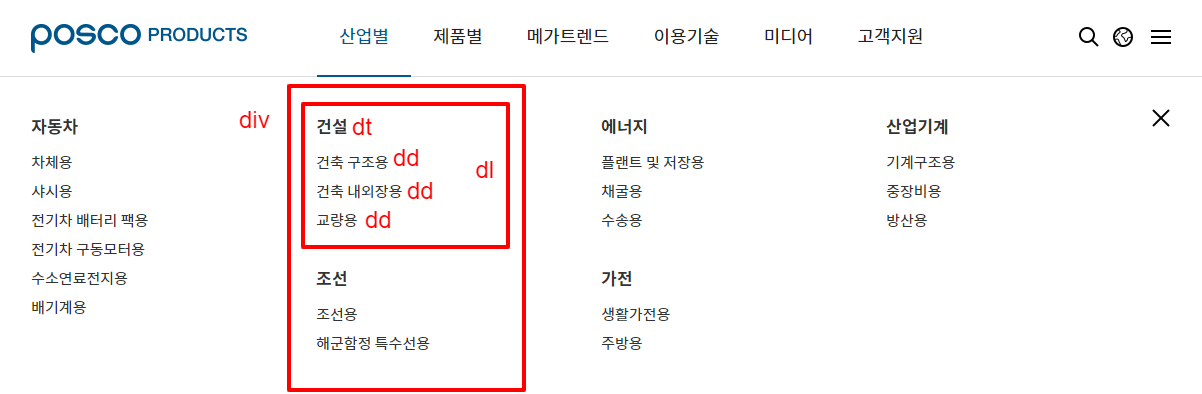 posco PRODUCTS
산업별 제품별 메가트렌드 이용기술 미디어 고객지원
자동차
차체용
샤시용
전기차 배터리 팩용
전기차 구동모터용
수소연료전지용
배기계용
div
건설 dt
건축 구조용 dd
dl
건축 내외장용 dd
교량용 dd
조선
조선용
해군함정 특수선용
에너지
플랜트 및 저장용
채굴용
수송용
가전
생활가전용
주방용
산업기계
기계구조용
중장비용
방산용